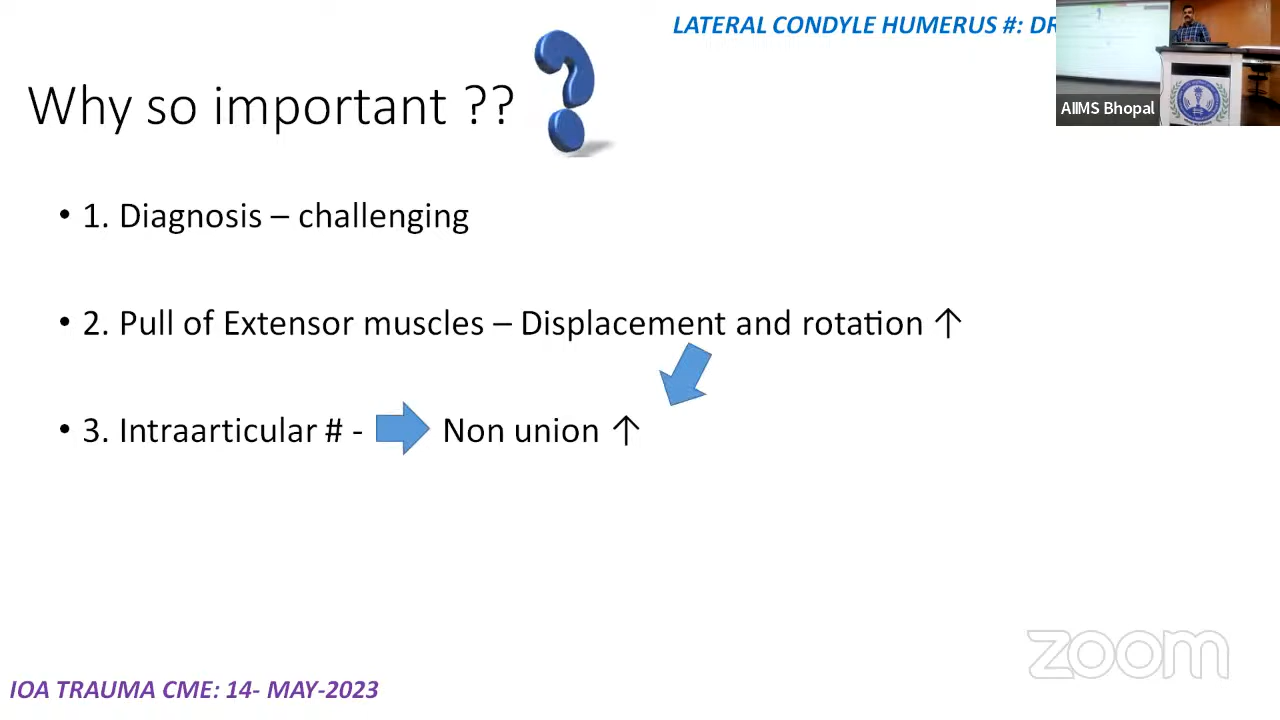 LATERAL CONDYLE HUMERUS #: DR
AIIMS Bhopal
Why so important ??
• 1. Diagnosis – challenging
• 2. Pull of Extensor muscles – Displacement and rotation ↑
• 3. Intraarticular # - Non union ↑
zoom
IOA TRAUMA CME: 14- MAY-2023